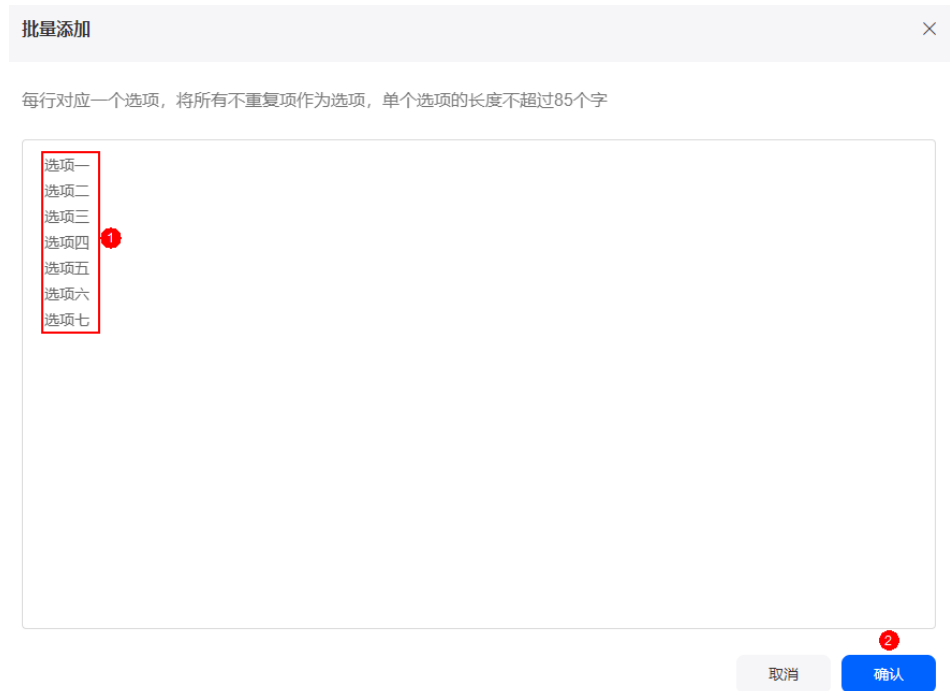 批量添加
每行对应一个选项，将所有不重复项作为选项，单个选项的长度不超过85个字
选项一
选项二
选项三
选项四
1
选项五
选项六
选项七
2
取消
确认